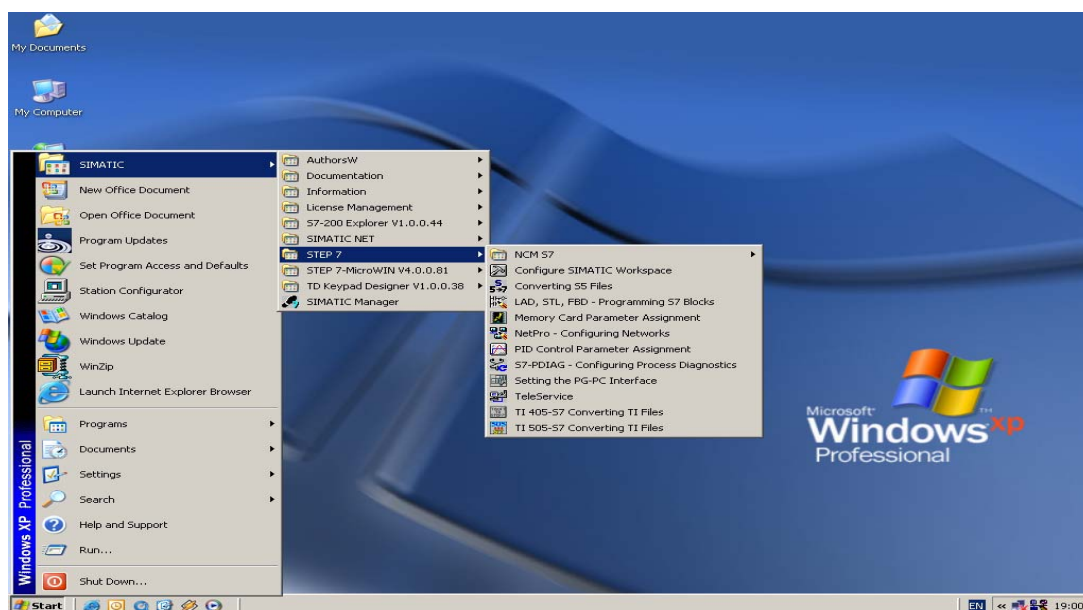 My Documents
My Computer
SIMATIC
New Office Document
Open Office Document
Program Updates
Set Program Access and Defaults
Station Configurator
Windows Catalog
Windows Update
WinZip
Launch Internet Explorer Browser
Programs
Documents
Settings
Search
Help and Support
Run...
Shut Down...
Windows XP Professional
AuthorsW
Documentation
Information
License Management
S7-200 Explorer V1.0.0.44
SIMATIC NET
STEP 7
STEP 7-MicroWIN V4.0.0.81
TD Keypad Designer V1.0.0.38
SIMATIC Manager
NCM S7
Configure SIMATIC Workspace
Converting S5 Files
LAD, STL, FBD - Programming S7 Blocks
Memory Card Parameter Assignment
NetPro - Configuring Networks
PID Control Parameter Assignment
S7-PDIAG - Configuring Process Diagnostics
Setting the PG-PC Interface
TeleService
TI 405-S7 Converting TI Files
TI 505-S7 Converting TI Files
Microsoft
Windows xp
Professional
TM
Start
EN
19:00